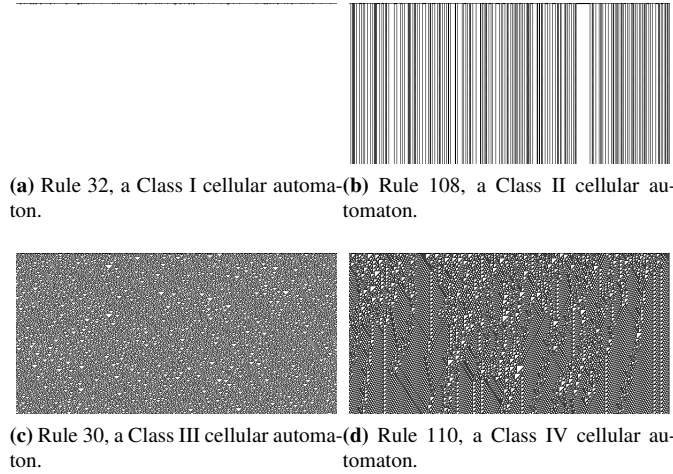 (a) Rule 32, a Class I cellular automa-
ton.
(b) Rule 108, a Class II cellular au-
tomaton.
(c) Rule 30, a Class III cellular automa-
ton.
(d) Rule 110, a Class IV cellular au-
tomaton.